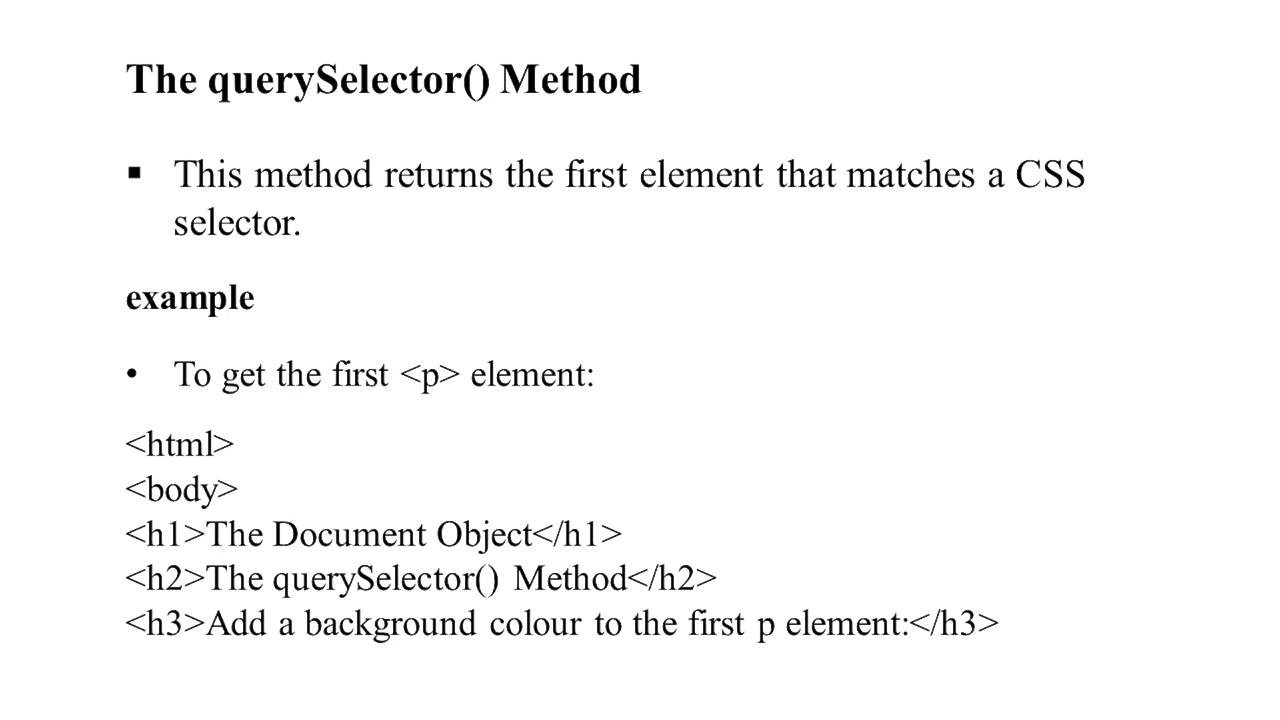 The querySelector() Method
▪ This method returns the first element that matches a CSS
selector.
example
• To get the first <p> element:
<html>
<body>
<h1>The Document Object</h1>
<h2>The querySelector() Method</h2>
<h3>Add a background colour to the first p element:</h3>